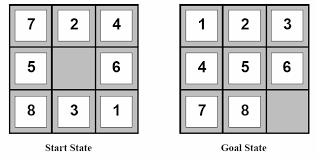 7 2 4
5 6
8 3 1
Start State
1 2 3
4 5 6
7 8
Goal State